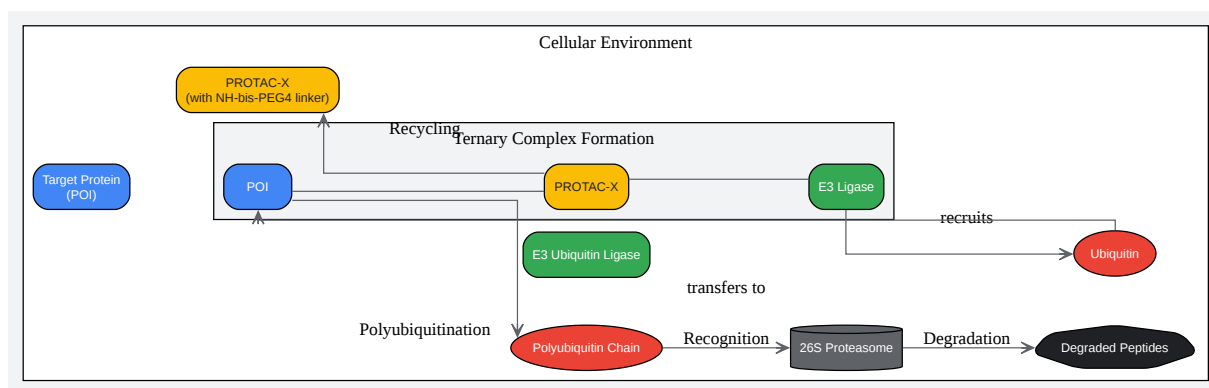 Cellular Environment
PROTAC-X
(with NH-bis-PEG4 linker)
Recycling
Ternary Complex Formation
Target Protein
(POI)
POI
PROTAC-X
E3 Ligase
recruits
E3 Ubiquitin Ligase
Ubiquitin
transfers to
Polyubiquitination
Polyubiquitin Chain
Recognition
26S Proteasome
Degradation
Degraded Peptides